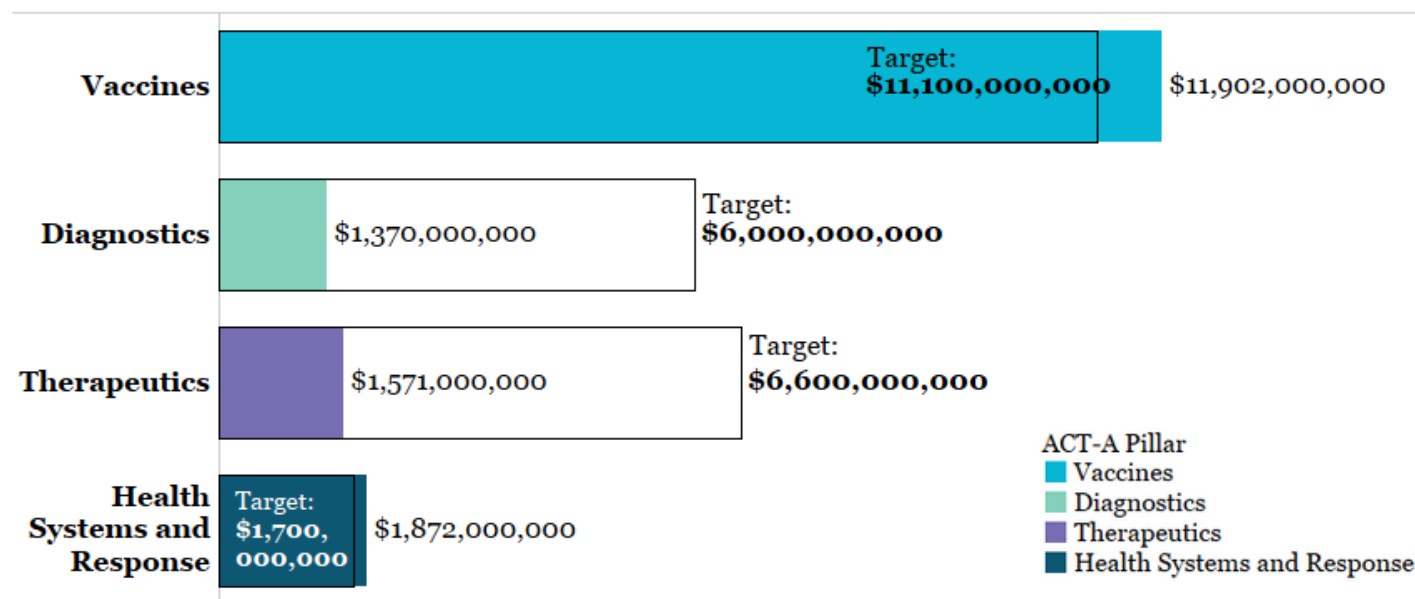 Vaccines
Target:
$11,100,000,000
$11,902,000,000
Diagnostics
$1,370,000,000
Target:
$6,000,000,000
Therapeutics
$1,571,000,000
Target:
$6,600,000,000
Health
Systems and
Response
Target:
$1,700,
000,000
$1,872,000,000
ACT-A Pillar
Vaccines
Diagnostics
Therapeutics
Health Systems and Response